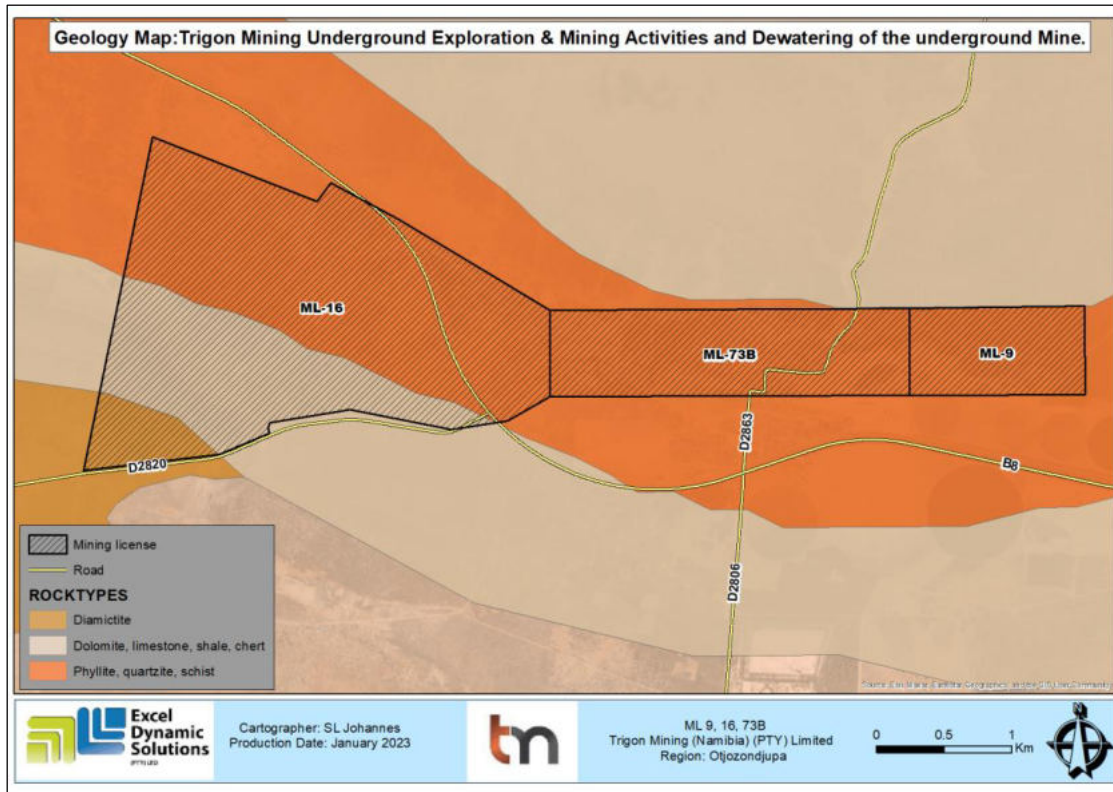 Geology Map:Trigon Mining Underground Exploration & Mining Activities and Dewatering of the underground Mine.
ML-16
ML-73B
ML-9
D2820
D2863
B8
D2806
Mining license
Road
ROCKTYPES
Diamictite
Dolomite, limestone, shale, chert
Phyllite, quartzite, schist
Excel
Dynamic
Solutions
(PTY) LTD
Cartographer: SL Johannes
Production Date: January 2023
tm
ML 9, 16, 73B
Trigon Mining (Namibia) (PTY) Limited
Region: Otjozondjupa
0 0.5 1
Km
N